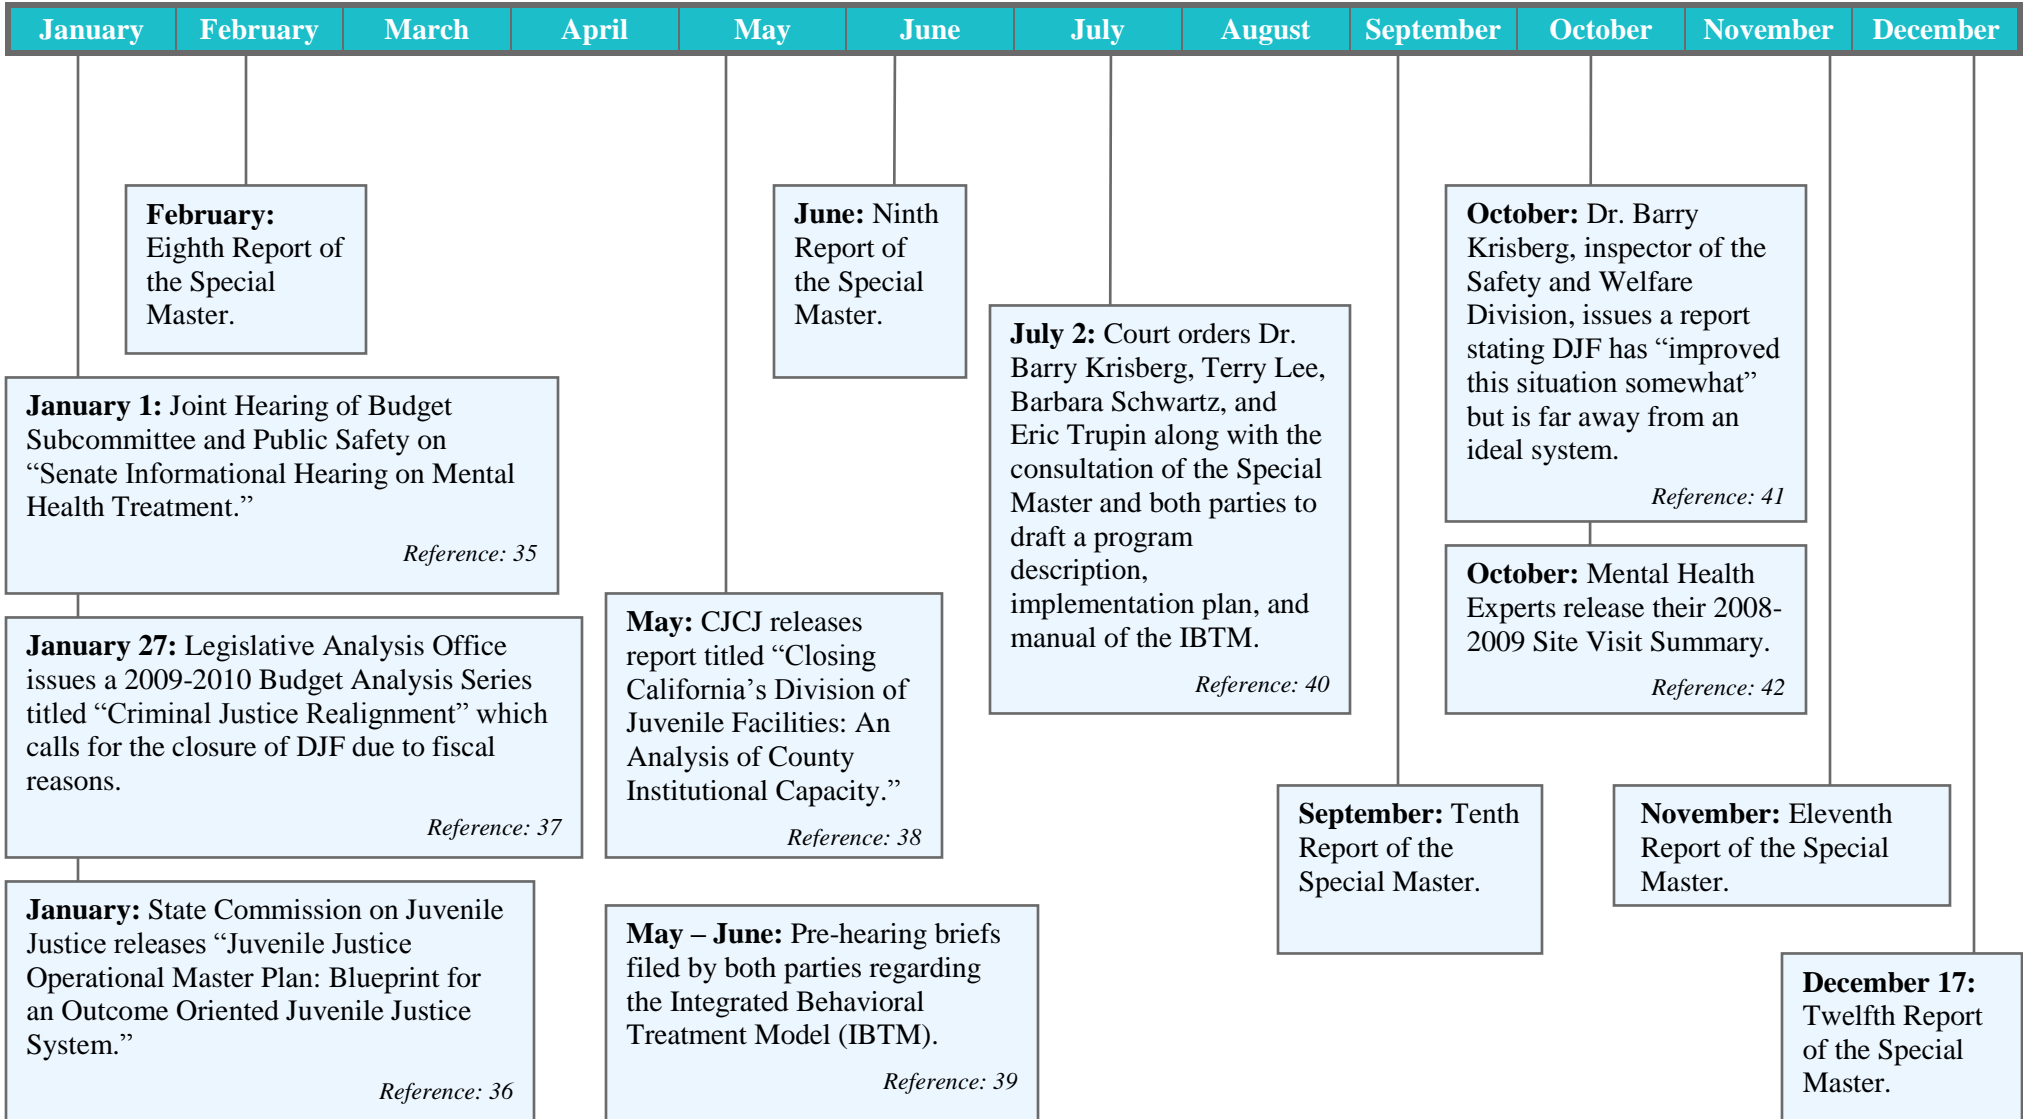 January February March April May June July August September October November December
February:
Eighth Report of
the Special
Master.
June: Ninth
Report of
the Special
Master.
October: Dr. Barry
Krisberg, inspector of the
Safety and Welfare
Division, issues a report
stating DJF has “improved
this situation somewhat”
but is far away from an
ideal system.
Reference: 41
July 2: Court orders Dr.
Barry Krisberg, Terry Lee,
Barbara Schwartz, and
Eric Trupin along with the
consultation of the Special
Master and both parties to
draft a program
description,
implementation plan, and
manual of the IBTM.
Reference: 40
January 1: Joint Hearing of Budget
Subcommittee and Public Safety on
“Senate Informational Hearing on Mental
Health Treatment.”
Reference: 35
October: Mental Health
Experts release their 2008-
2009 Site Visit Summary.
Reference: 42
January 27: Legislative Analysis Office
issues a 2009-2010 Budget Analysis Series
titled “Criminal Justice Realignment” which
calls for the closure of DJF due to fiscal
reasons.
Reference: 37
May: CJCJ releases
report titled “Closing
California’s Division of
Juvenile Facilities: An
Analysis of County
Institutional Capacity.”
Reference: 38
September: Tenth
Report of the
Special Master.
November: Eleventh
Report of the Special
Master.
January: State Commission on Juvenile
Justice releases “Juvenile Justice
Operational Master Plan: Blueprint for
an Outcome Oriented Juvenile Justice
System.”
Reference: 36
May – June: Pre-hearing briefs
filed by both parties regarding
the Integrated Behavioral
Treatment Model (IBTM).
Reference: 39
December 17:
Twelfth Report
of the Special
Master.